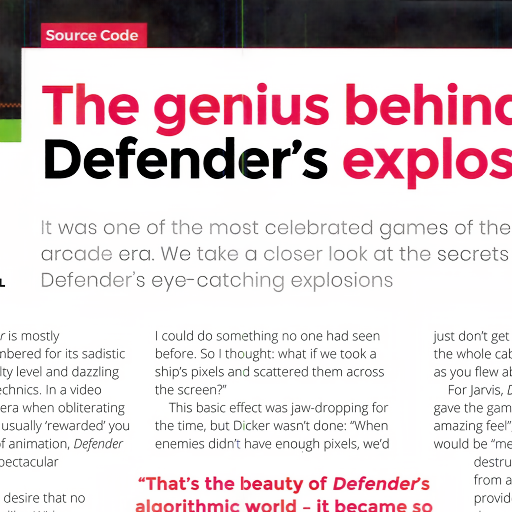 Source Code
The genius behind
Defender's explos
It was one of the most celebrated games of the
arcade era. We take a closer look at the secrets
Defender's eye-catching explosions
L
r is mostly
nbered for its sadistic
lty level and dazzling
echnics. In a video
era when obliterating
usually 'rewarded' you
of animation, Defender
pectacular
desire that no
I could do something no one had seen
before. So I thought: what if we took a
ship's pixels and scattered them across
the screen?"
This basic effect was jaw-dropping for
the time, but Dicker wasn't done: "When
enemies didn't have enough pixels, we'd
"That's the beauty of Defender's
algorithmic world – it became so
just don't get
the whole cab
as you flew ab
For Jarvis, D
gave the gam
amazing feel",
would be "me
destru
from a
provid